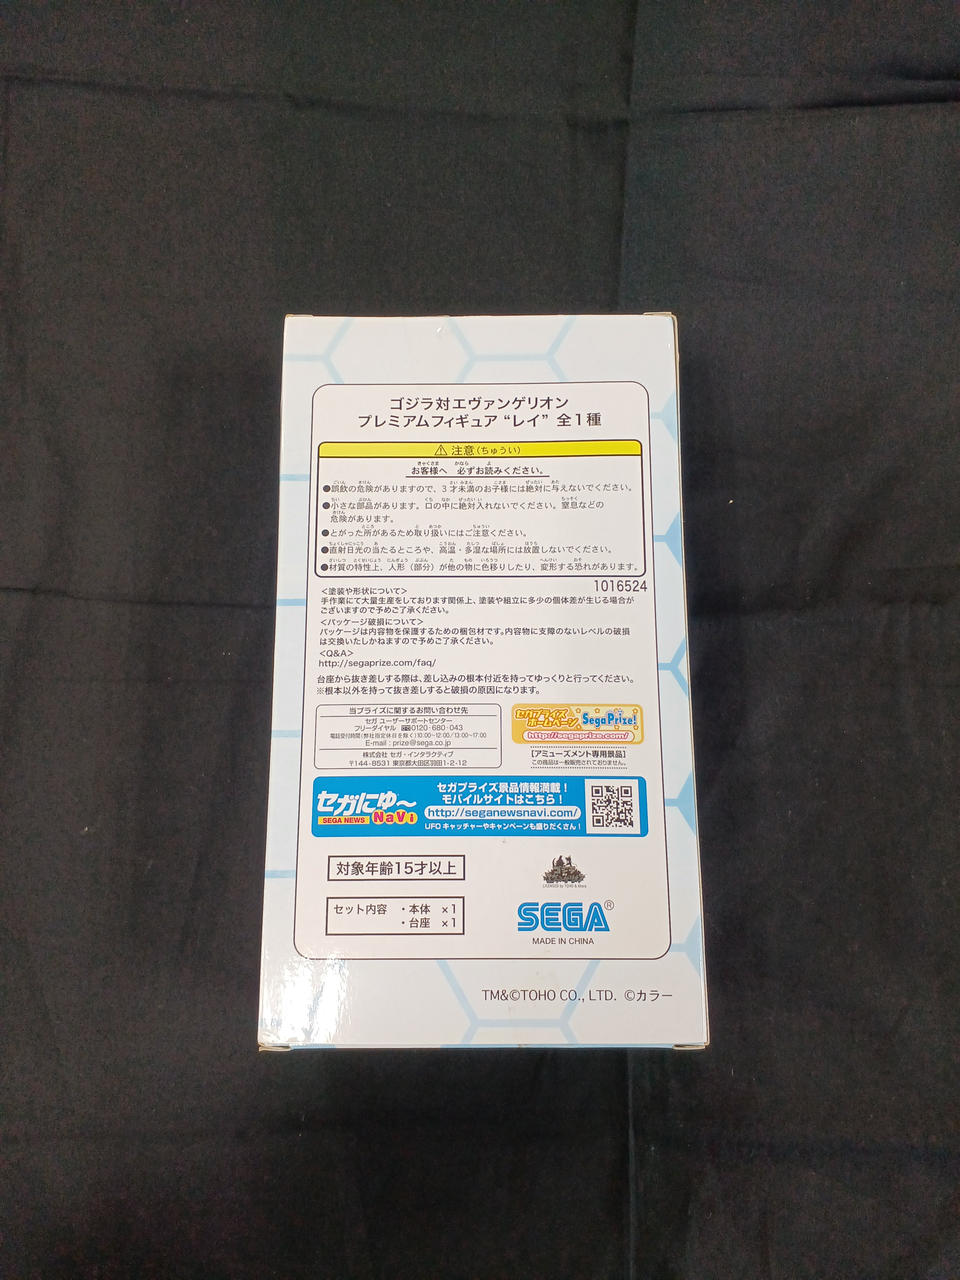 ゴジラ対エヴァンゲリオン
プレミアムフィギュア“レイ” 全1種
⚠注意(ちゅうい)
お客様へ 必ずお読みください。
●誤飲の危険がありますので、3才未満のお子様には絶対に与えないでください。
●小さな部品があります。口の中に絶対入れないでください。窒息などの
危険があります。
●とがった所があるため取り扱いにはご注意ください。
●直射日光の当たるところや、高温・多湿な場所には放置しないでください。
●材質の特性上、人形(部分)が他の物に色移りしたり、変形する恐れがあります。
1016524
<塗装や形状について>
手作業にて大量生産をしております関係上、塗装や組立に多少の個体差が生じる場合が
ございますので予めご了承ください。
<パッケージ破損について>
パッケージは内容物を保護するための梱包材です。内容物に支障のないレベルの破損
は交換いたしかねますので予めご了承ください。
<Q&A>
http://segaprize.com/faq/
台座から抜き差しする際は、差し込みの根本付近を持ってゆっくりと行ってください。
※根本以外を持って抜き差しすると破損の原因になります。
当プライズに関するお問い合わせ先
セガ ユーザーサポートセンター
フリーダイヤル 0120-680-043
電話受付時間(弊社指定休日を除く)10:00~12:00/13:00~17:00
E-mail : prize@sega.co.jp
株式会社 セガ・インタラクティブ
〒144-8531 東京都大田区羽田1-2-12
セガプライズ
ホームページ SegaPrize!
http://segaprize.com/
【アミューズメント専用景品】
この商品は一般販売されておりません。
セガにゅ〜
SEGA NEWS NaVi
セガプライズ景品情報満載!
モバイルサイトはこちら!
http://seganewsnavi.com/
UFOキャッチャーやキャンペーンも盛りだくさん!
対象年齢15才以上
セット内容 ・本体 ×1
・台座 ×1
LICENSED by TOHO & khara
SEGA®
MADE IN CHINA
TM&©TOHO CO., LTD. ©カラー